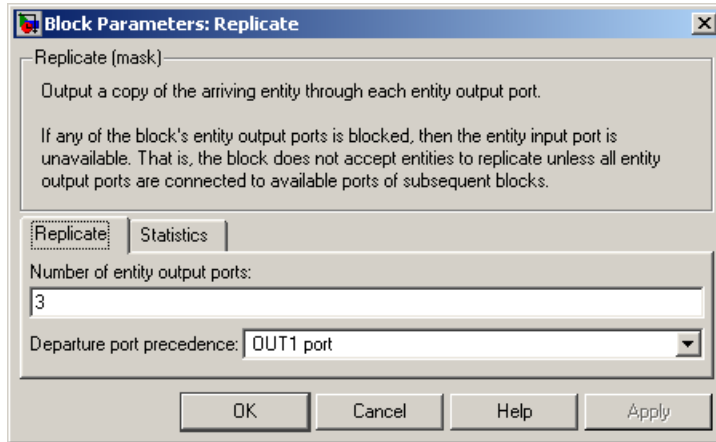 Block Parameters: Replicate
Replicate (mask)
Output a copy of the arriving entity through each entity output port.
If any of the block's entity output ports is blocked, then the entity input port is
unavailable. That is, the block does not accept entities to replicate unless all entity
output ports are connected to available ports of subsequent blocks.
Replicate Statistics
Number of entity output ports:
3
Departure port precedence: OUT1 port
OK Cancel Help Apply